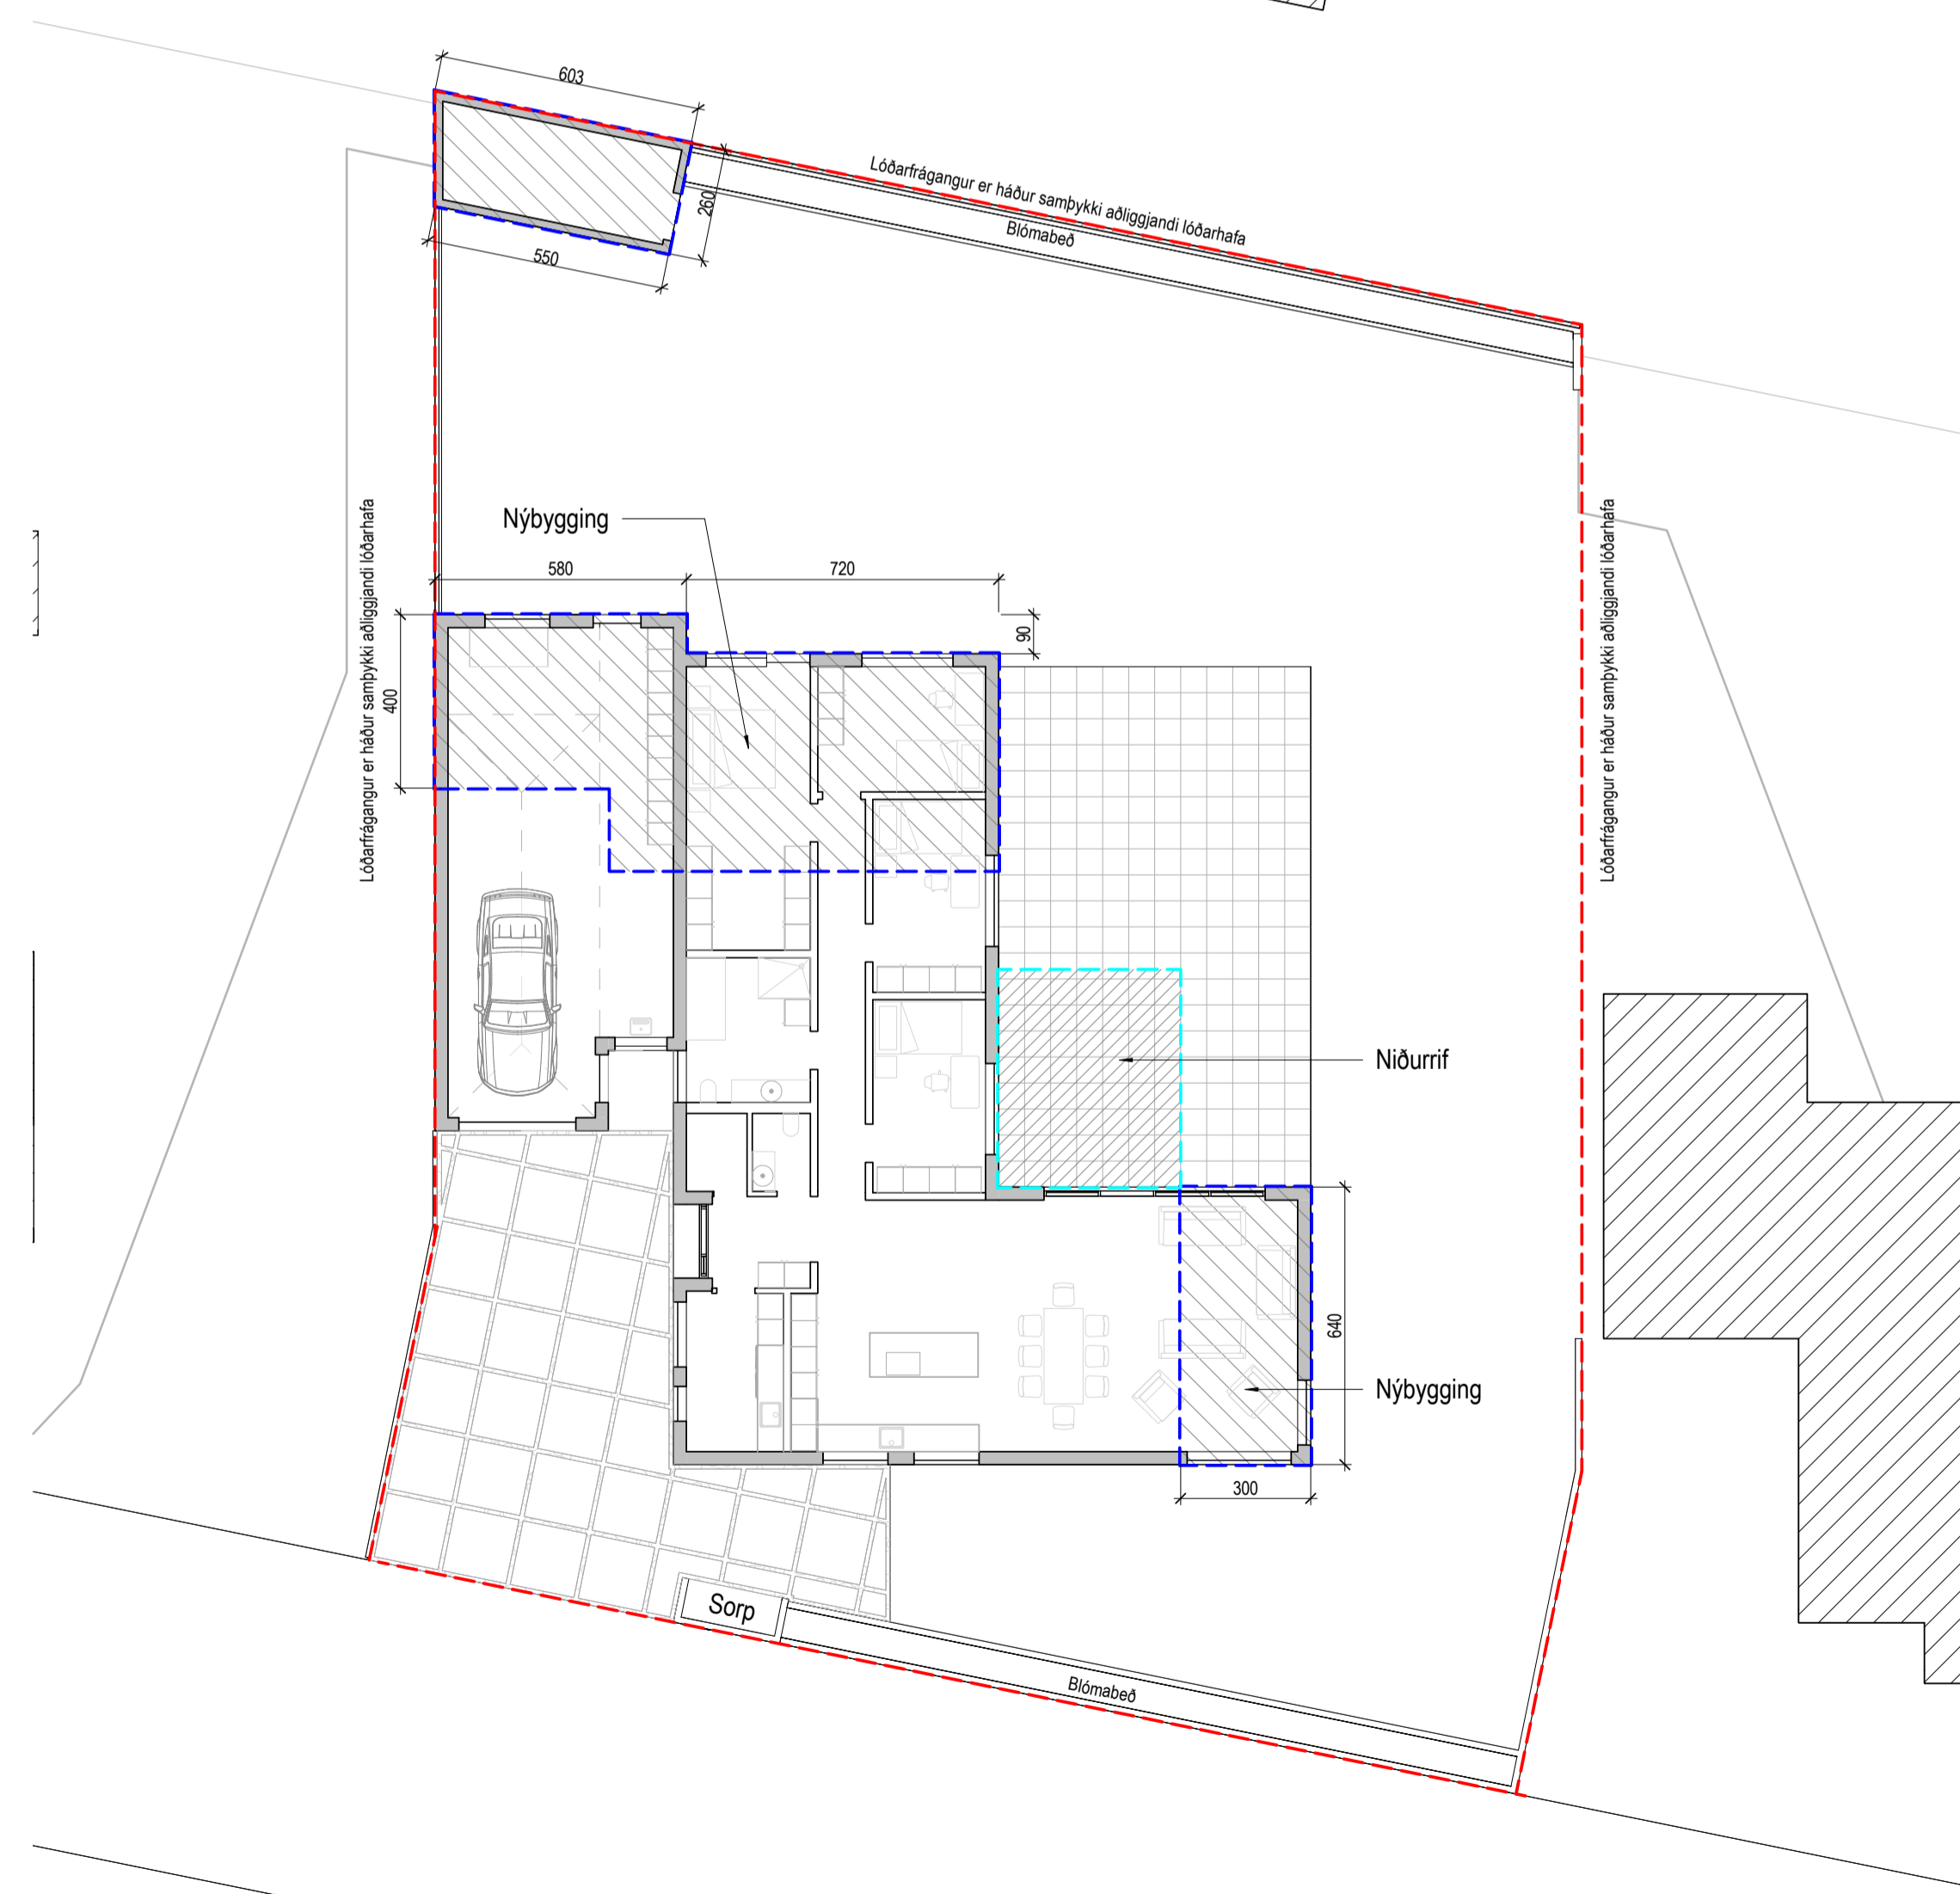 603
260
550
Lóðarfrágangur er háður samþykki aðliggjandi lóðarhafa
Blómabeð
Nýbygging
580
720
90
400
Lóðarfrágangur er háður samþykki aðliggjandi lóðarhafa
Lóðarfrágangur er háður samþykki aðliggjandi lóðarhafa
Niðurrif
640
Nýbygging
300
Sorp
Blómabeð